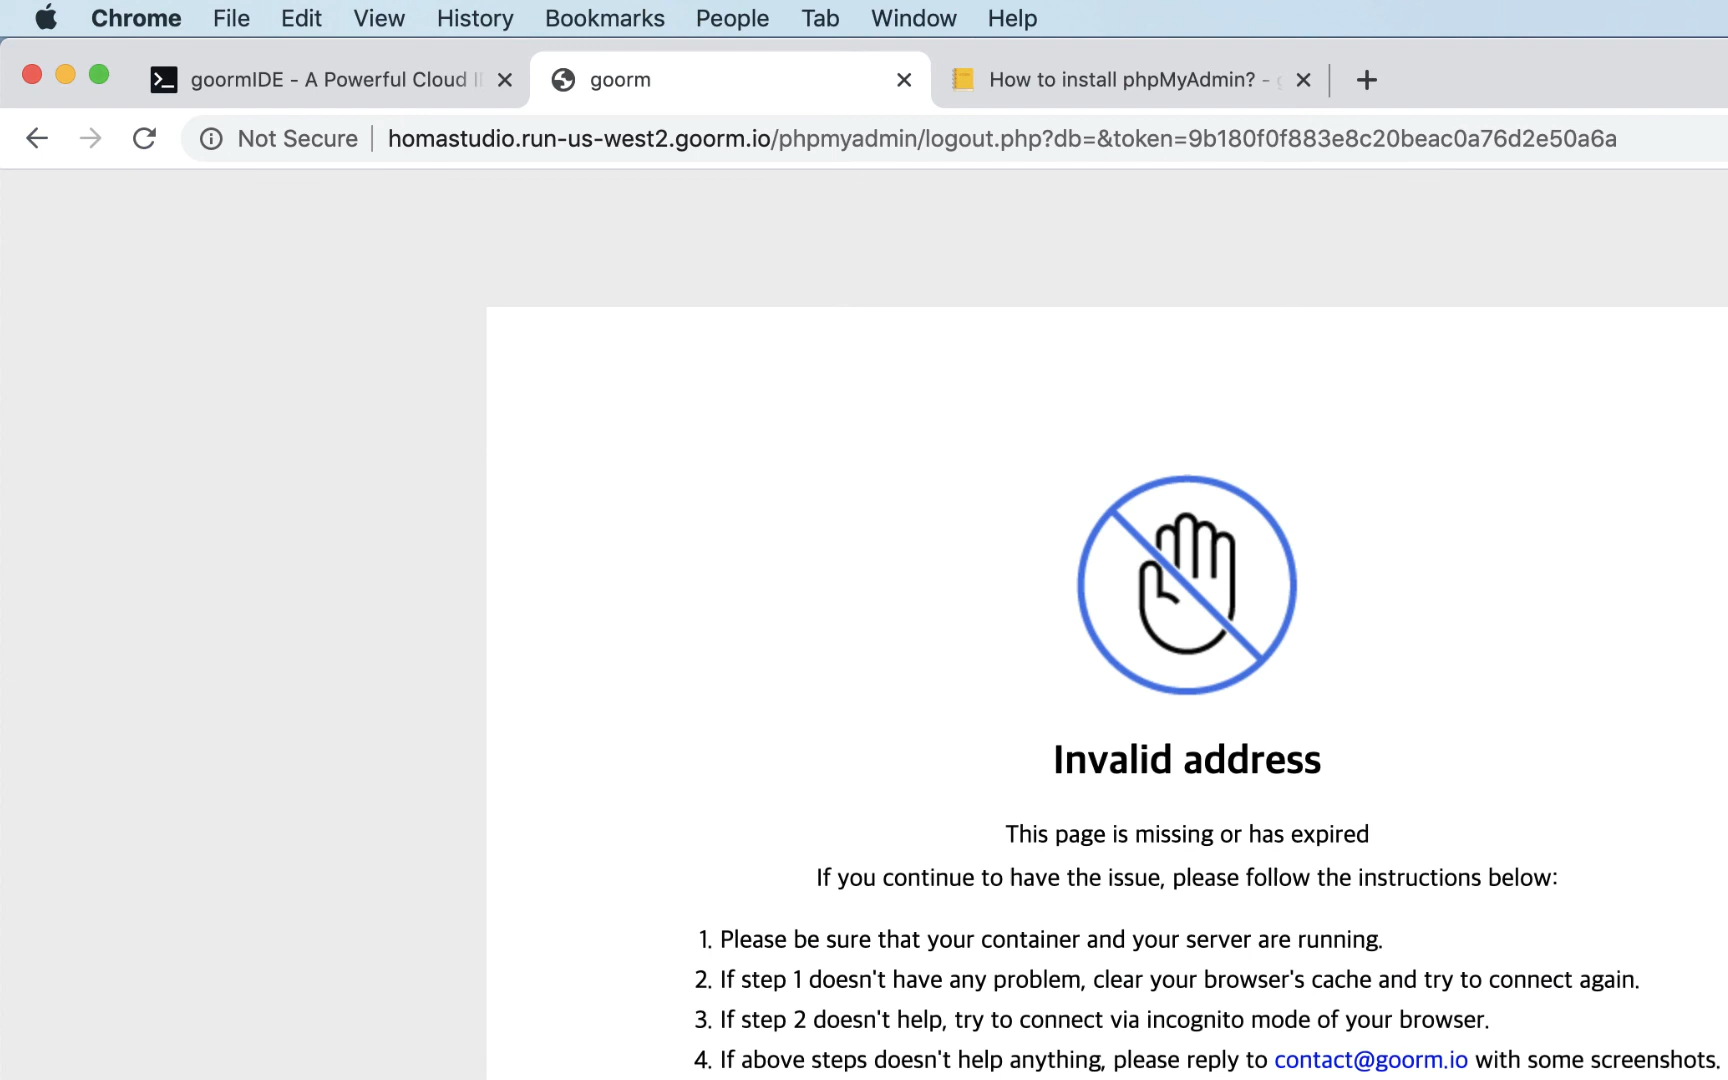 Chrome File Edit View History Bookmarks People Tab Window Help
goormIDE - A Powerful Cloud goorm How to install phpMyAdmin? -
Not Secure homastudio.run-us-west2.goorm.io/phpmyadmin/logout.php?db=&token=9b180f0f883e8c20beac0a76d2e50a6a
Invalid address
This page is missing or has expired
If you continue to have the issue, please follow the instructions below:
1. Please be sure that your container and your server are running.
2. If step 1 doesn't have any problem, clear your browser's cache and try to connect again.
3. If step 2 doesn't help, try to connect via incognito mode of your browser.
4. If above steps doesn't help anything, please reply to contact@goorm.io with some screenshots.